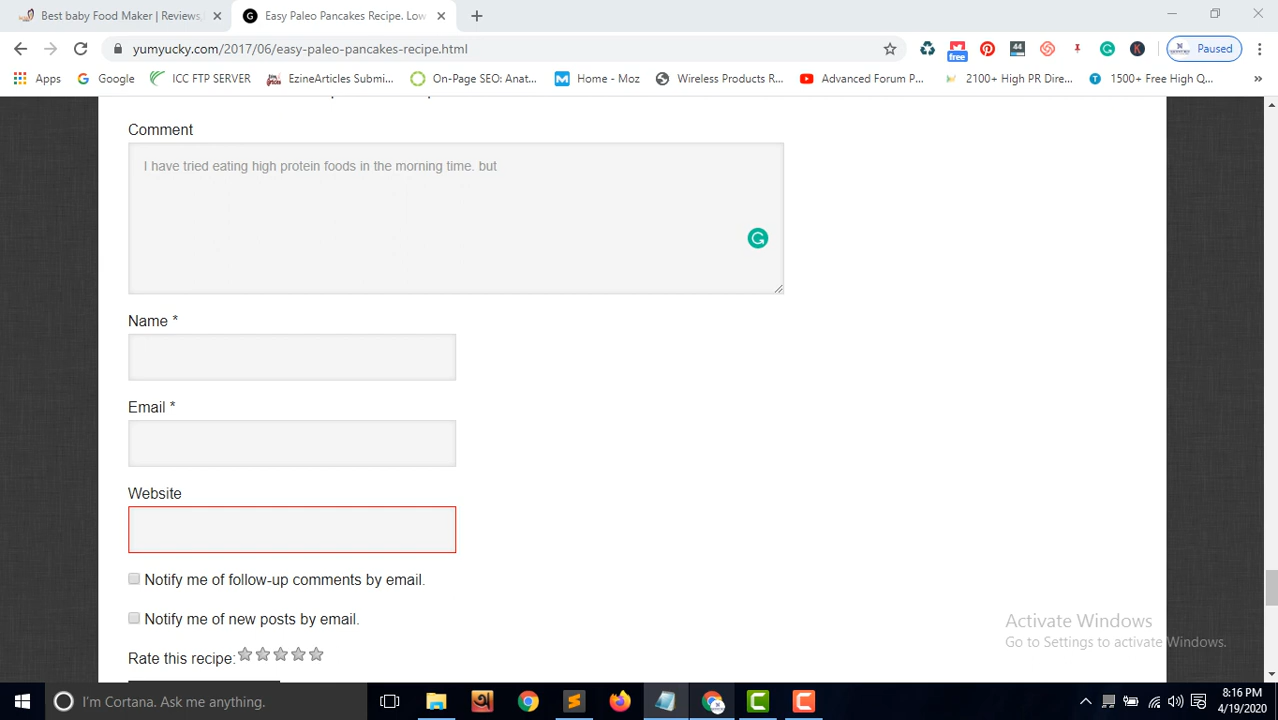 Best baby Food Maker | Reviews,
Easy Paleo Pancakes Recipe. Low
Paused
yumyucky.com/2017/06/easy-paleo-pancakes-recipe.html
44
free
Apps
Google
ICC FTP SERVER
EzineArticles Submi...
On-Page SEO: Anat...
Home - Moz
Wireless Products R...
Advanced Forum P...
2100+ High PR Dire...
1500+ Free High Q...
Comment
I have tried eating high protein foods in the morning time. but
Name *
Email *
Website
Notify me of follow-up comments by email.
Notify me of new posts by email.
Rate this recipe:
Activate Windows
Go to Settings to activate Windows.
I'm Cortana. Ask me anything.
8:16 PM
4/19/2020